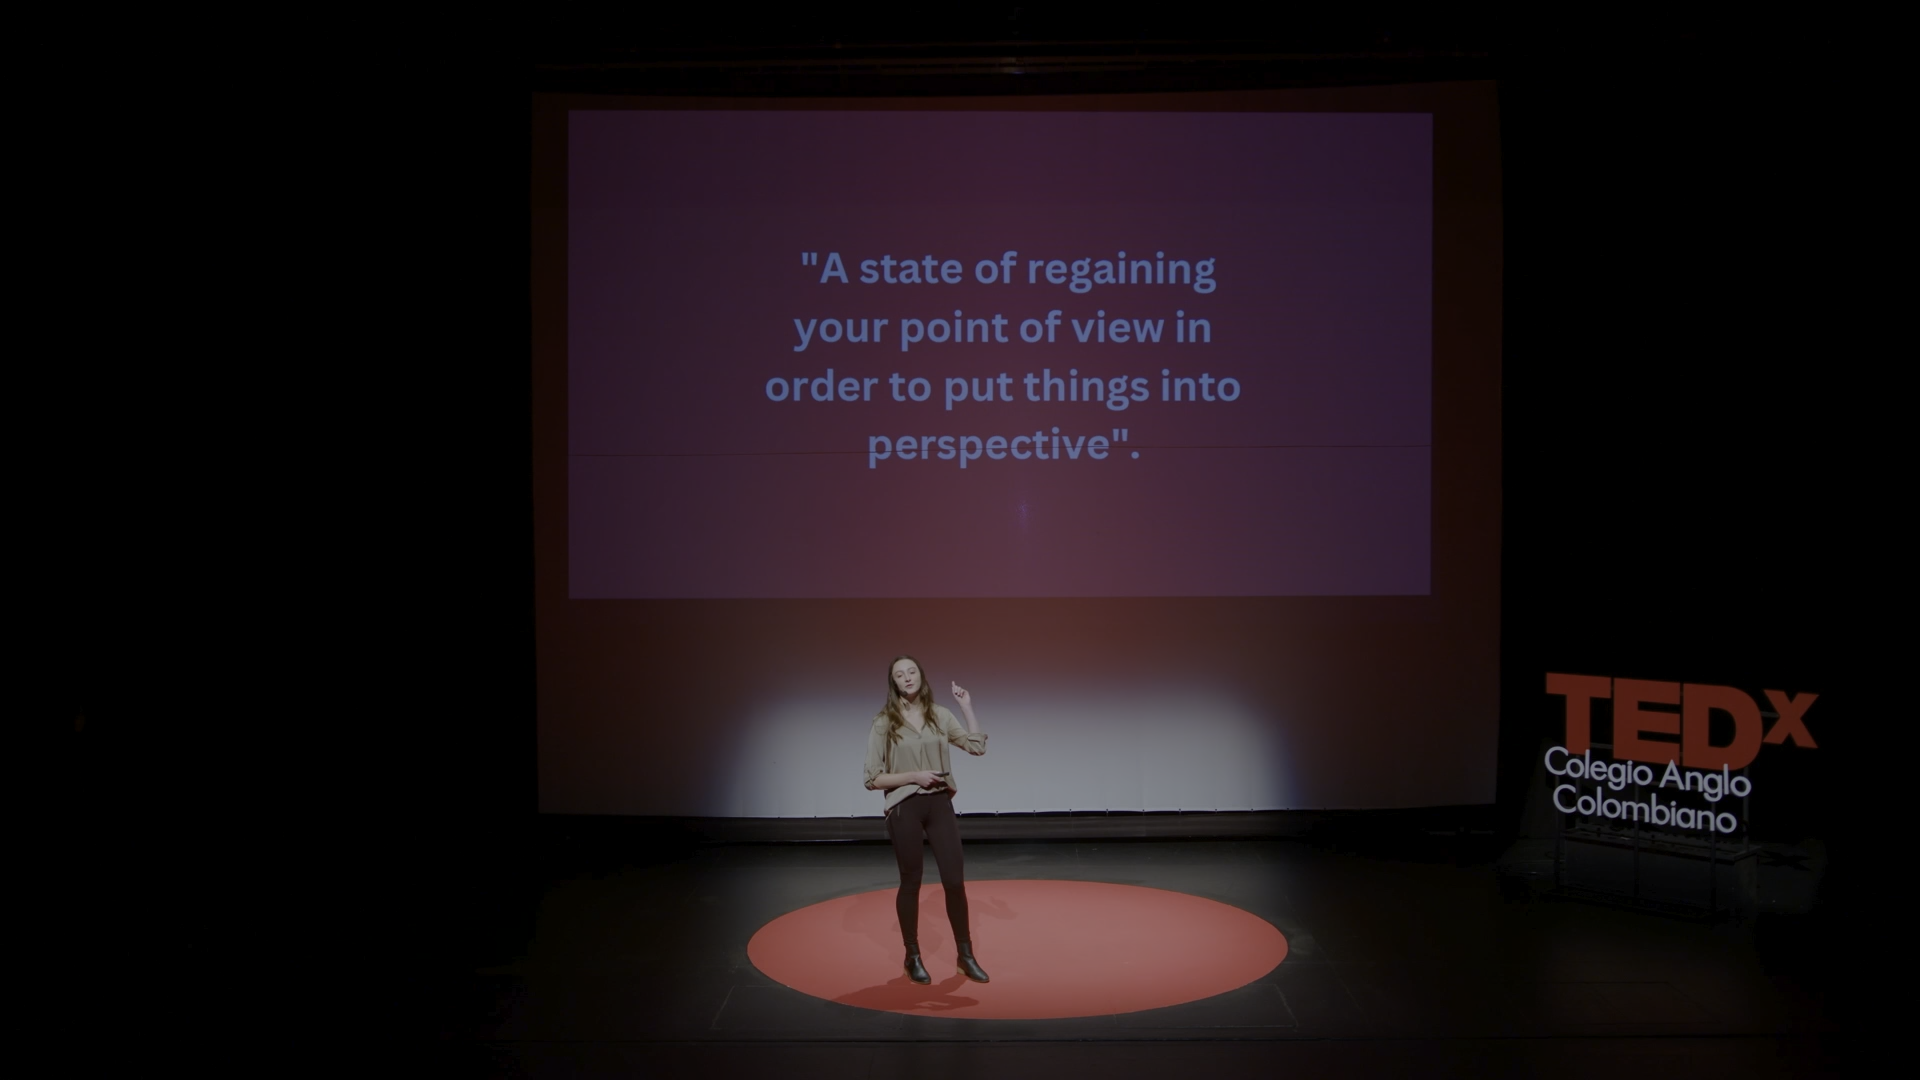 "A state of regaining
your point of view in
order to put things into
perspective".
TEDx
Colegio Anglo
Colombiano